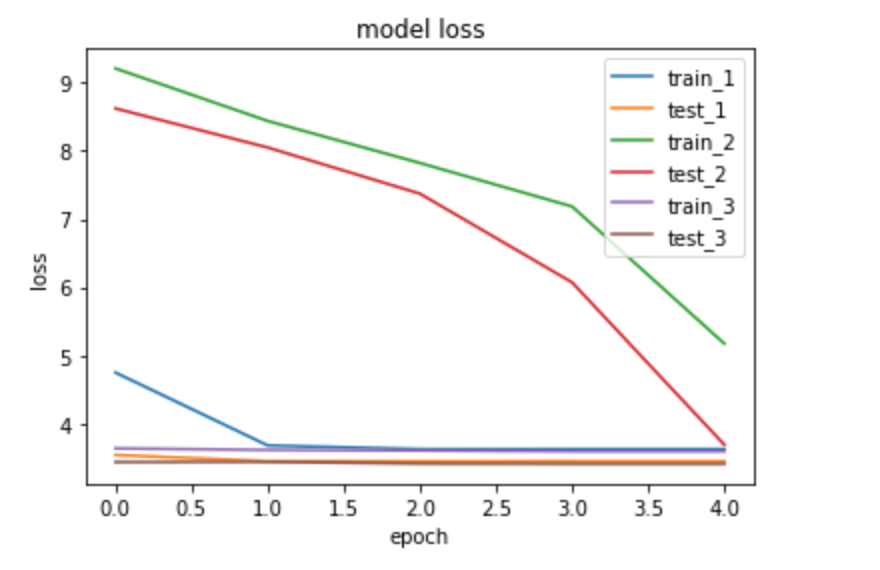 model loss
train_1
test_1
train_2
test_2
train_3
test_3
loss
9
8
7
6
5
4
0.0 0.5 1.0 1.5 2.0 2.5 3.0 3.5 4.0
epoch